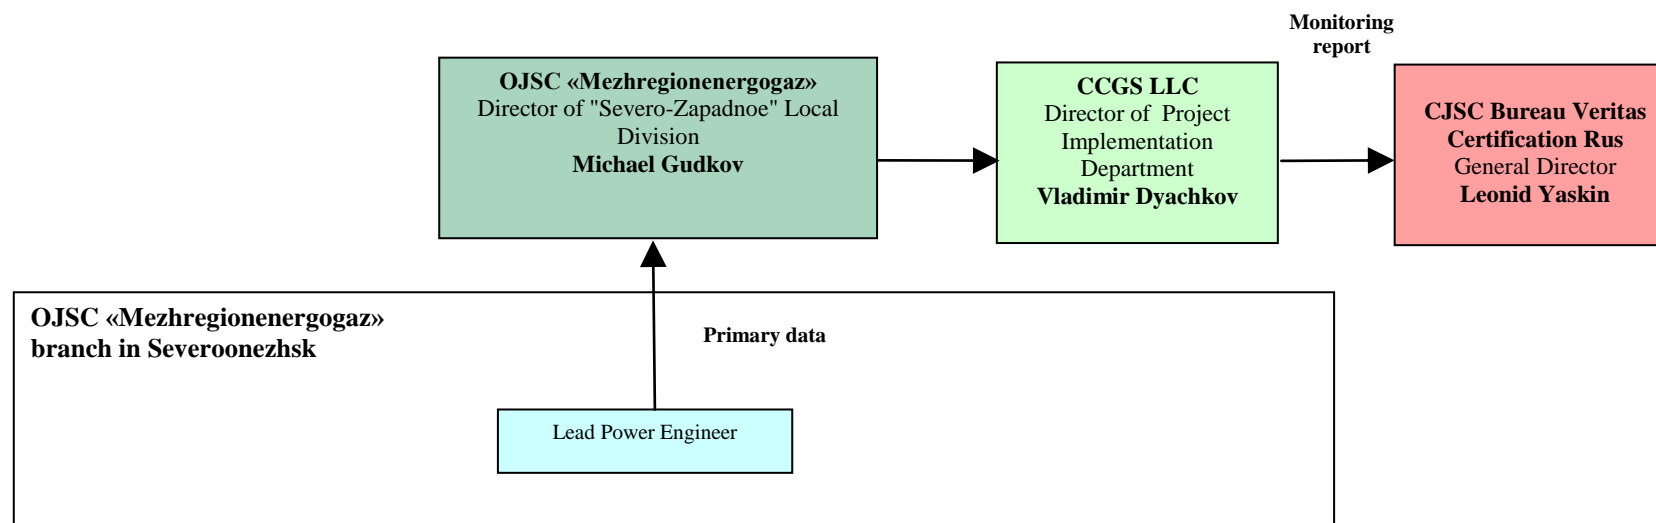 Monitoring
report
OJSC «Mezhregionenergogaz»
Director of "Severo-Zapadnoe" Local
Division
Michael Gudkov
CCGS LLC
Director of Project
Implementation
Department
Vladimir Dyachkov
CJSC Bureau Veritas
Certification Rus
General Director
Leonid Yaskin
OJSC «Mezhregionenergogaz»
branch in Severoonezhsk
Primary data
Lead Power Engineer